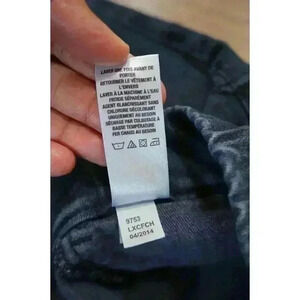 LAVER UNE FOIS AVANT DE
PORTER
RETOURNER LE VÊTEMENT À
L'ENVERS
LAVER À LA MACHINE À L'EAU
FROIDE SÉPARÉMENT
AGENT BLANCHISSANT SANS
CHLORURE DÉCOLORER
UNIQUEMENT AU BESOIN
SÉCHAGE PAR CULBUTAGE À
BASSE TEMPÉRATURE
FER CHAUD AU BESOIN
9753
LXCFCH
04/2014